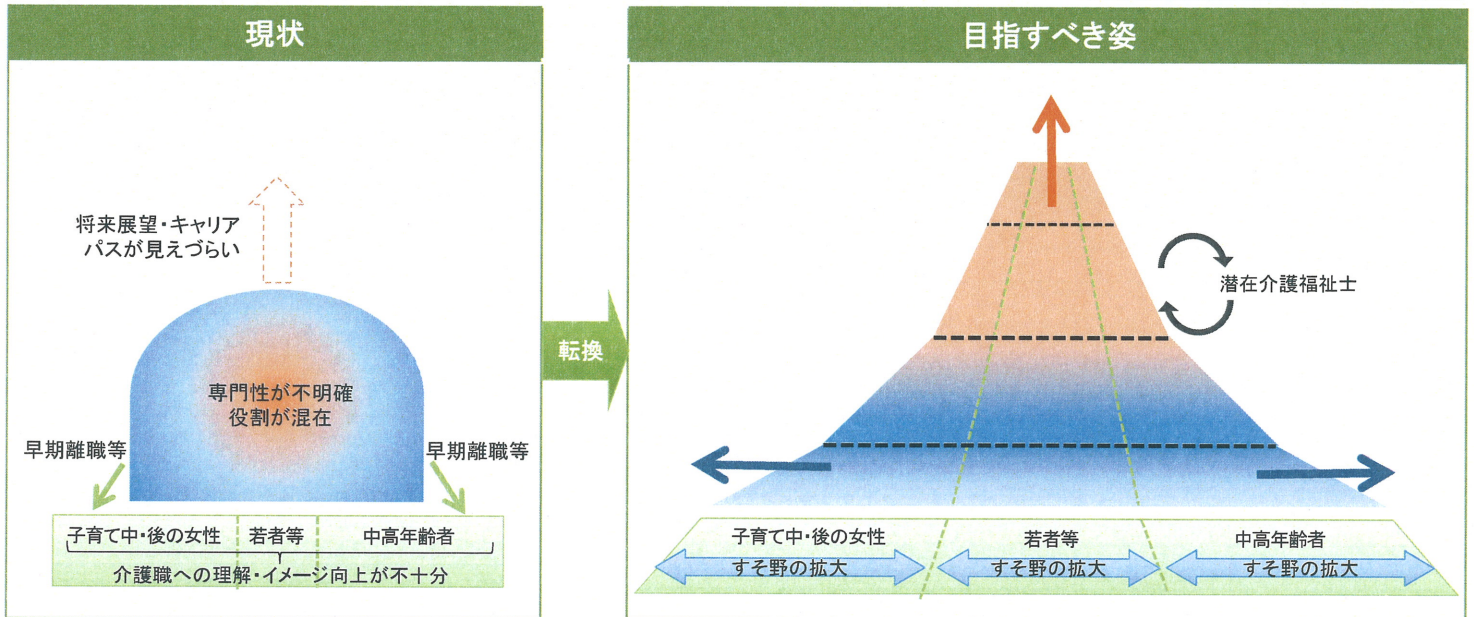 現状
将来展望・キャリア
パスが見えづらい
専門性が不明確
役割が混在
早期離職等
早期離職等
子育て中・後の女性
若者等
中高年齢者
介護職への理解・イメージ向上が不十分
転換
目指すべき姿
潜在介護福祉士
子育て中・後の女性
若者等
中高年齢者
すそ野の拡大
すそ野の拡大
すそ野の拡大